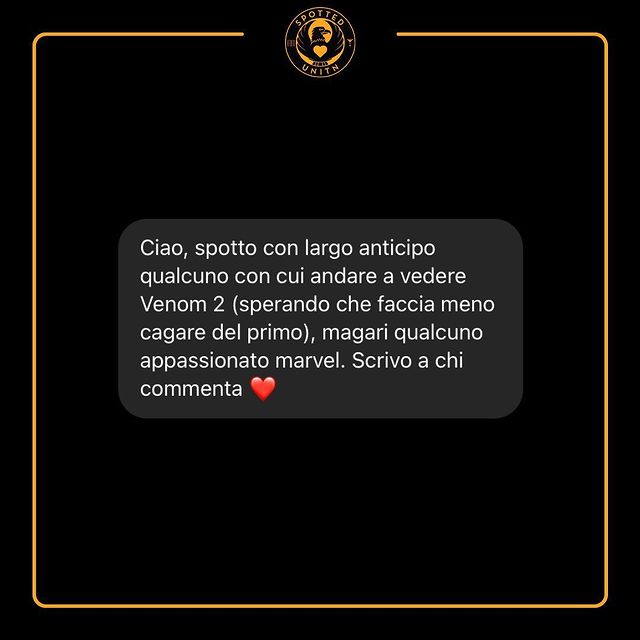 SPOTTED
UNITN
Ciao, spotto con largo anticipo
qualcuno con cui andare a vedere
Venom 2 (sperando che faccia meno
cagare del primo), magari qualcuno
appassionato marvel. Scrivo a chi
commenta ❤️